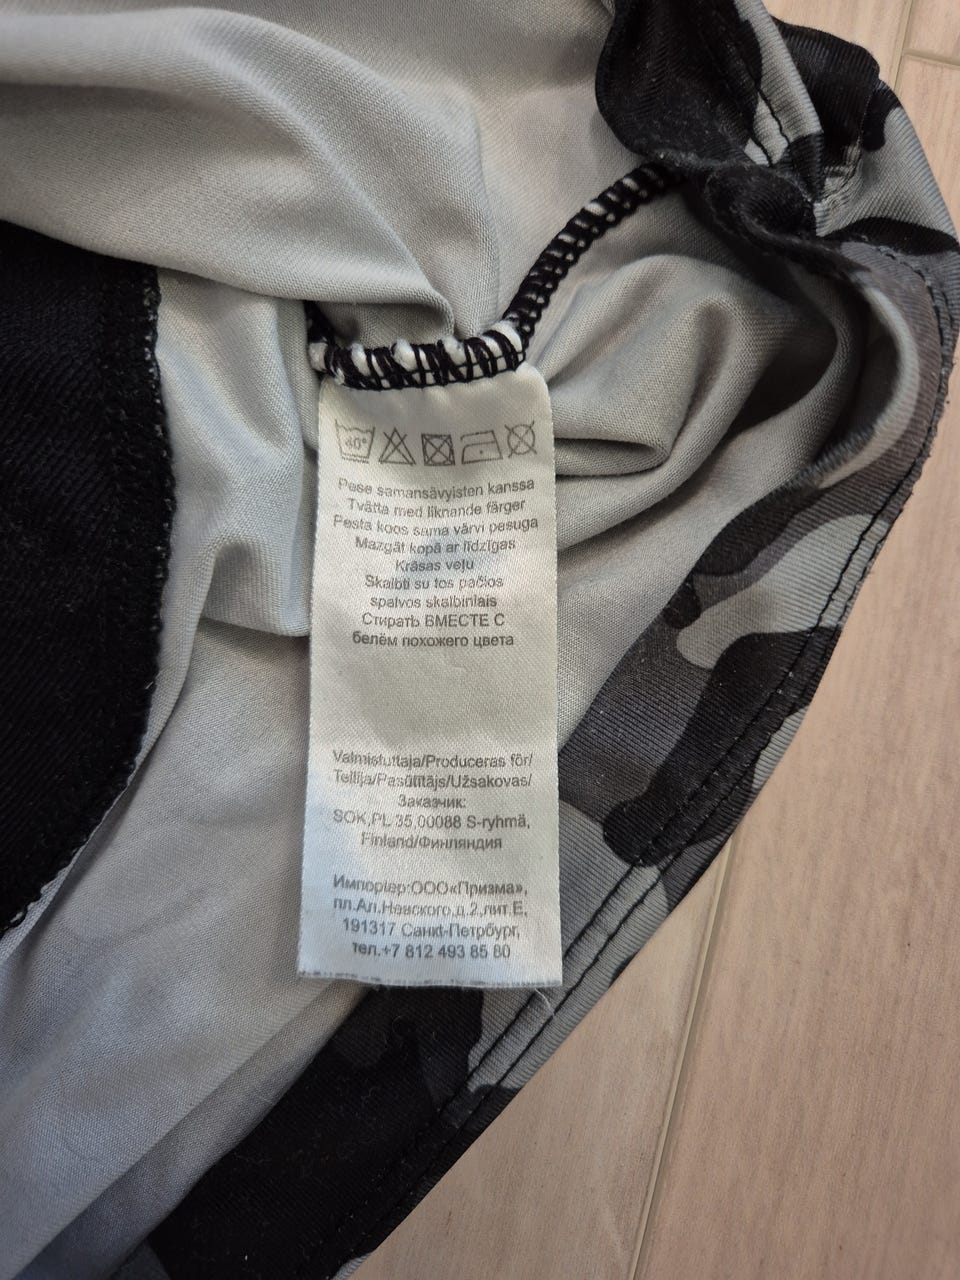 40°
Pese samansävyisten kanssa
Tvätta med liknande färger
Pesta koos sama värvi pesuga
Mazgāt kopā ar līdzīgas
Krāsas veļu
Skalbti su tos pačios
spalvos skalbiniais
Стирать ВМЕСТЕ С
бельём похожего цвета
Valmistuttaja/Produceras för/
Tellija/Pasūtītājs/Užsakovas/
Заказчик:
SOK,PL 35,00088 S-ryhmä,
Finland/Финляндия
Импортер:ООО«Призма»,
пл.Ал.Невского,д.2,лит.Е,
191317 Санкт-Петрбург,
тел.+7 812 493 85 80